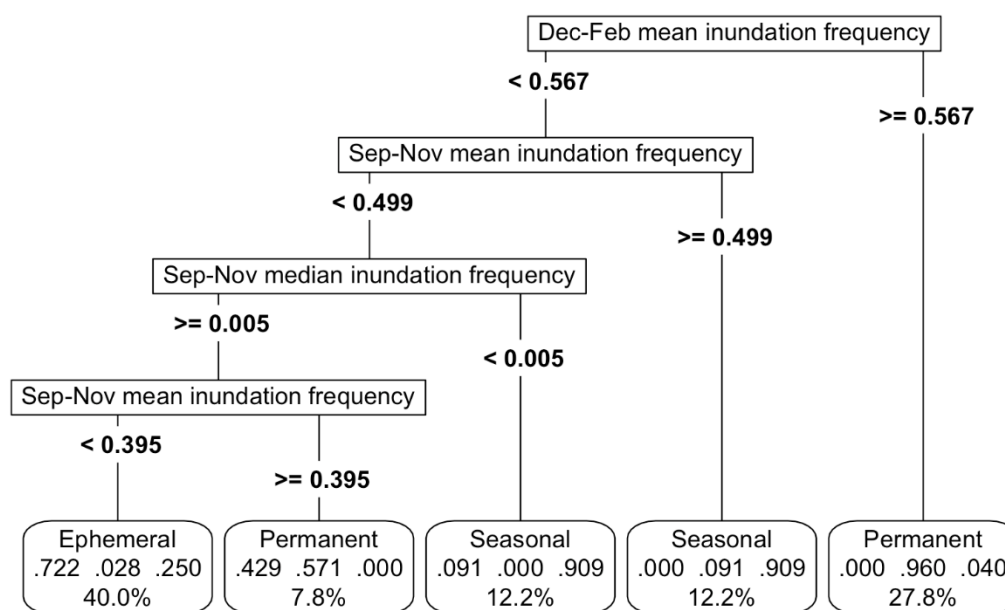 Dec-Feb mean inundation frequency
< 0.567
>= 0.567
Sep-Nov mean inundation frequency
< 0.499
>= 0.499
Sep-Nov median inundation frequency
>= 0.005
< 0.005
Sep-Nov mean inundation frequency
< 0.395
>= 0.395
Ephemeral
.722 .028 .250
40.0%
Permanent
.429 .571 .000
7.8%
Seasonal
.091 .000 .909
12.2%
Seasonal
.000 .091 .909
12.2%
Permanent
.000 .960 .040
27.8%